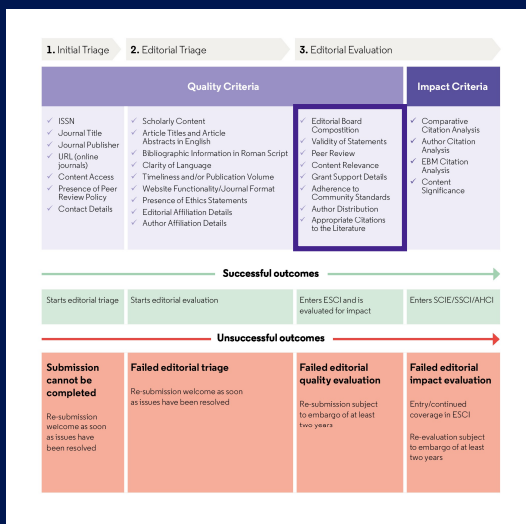 1. Initial Triage
2. Editorial Triage
3. Editorial Evaluation
Quality Criteria
Impact Criteria
✓ ISSN
✓ Journal Title
✓ Journal Publisher
✓ URL (online
journals)
✓ Content Access
✓ Presence of Peer
Review Policy
✓ Contact Details
✓ Scholarly Content
✓ Article Titles and Article
Abstracts in English
✓ Bibliographic Information in Roman Script
✓ Clarity of Language
✓ Timeliness and/or Publication Volume
✓ Website Functionality/Journal Format
✓ Presence of Ethics Statements
✓ Editorial Affiliation Details
✓ Author Affiliation Details
✓ Editorial Board
Compostition
✓ Validity of Statements
✓ Peer Review
✓ Content Relevance
✓ Grant Support Details
✓ Adherence to
Community Standards
✓ Author Distribution
✓ Appropriate Citations
to the Literature
✓ Comparative
Citation Analysis
✓ Author Citation
Analysis
✓ EBM Citation
Analysis
✓ Content
Significance
Successful outcomes
Starts editorial triage
Starts editorial evaluation
Enters ESCI and is
evaluated for impact
Enters SCIE/SSCI/AHCI
Unsuccessful outcomes
Submission
cannot be
completed
Re-submission
welcome as soon
as issues have
been resolved
Failed editorial triage
Re-submission welcome as soon
as issues have been resolved
Failed editorial
quality evaluation
Re-submission subject
to embargo of at least
two years
Failed editorial
impact evaluation
Entry/continued
coverage in ESCI
Re-evaluation subject
to embargo of at least
two years